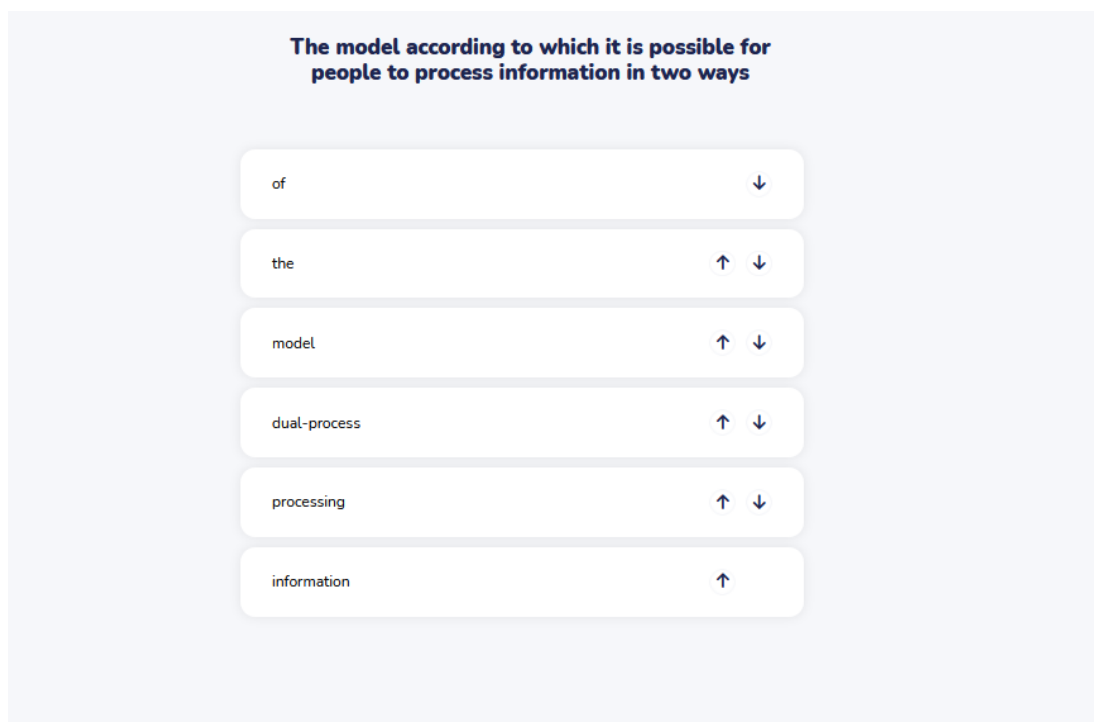 The model according to which it is possible for
people to process information in two ways
of
the
model
dual-process
processing
information